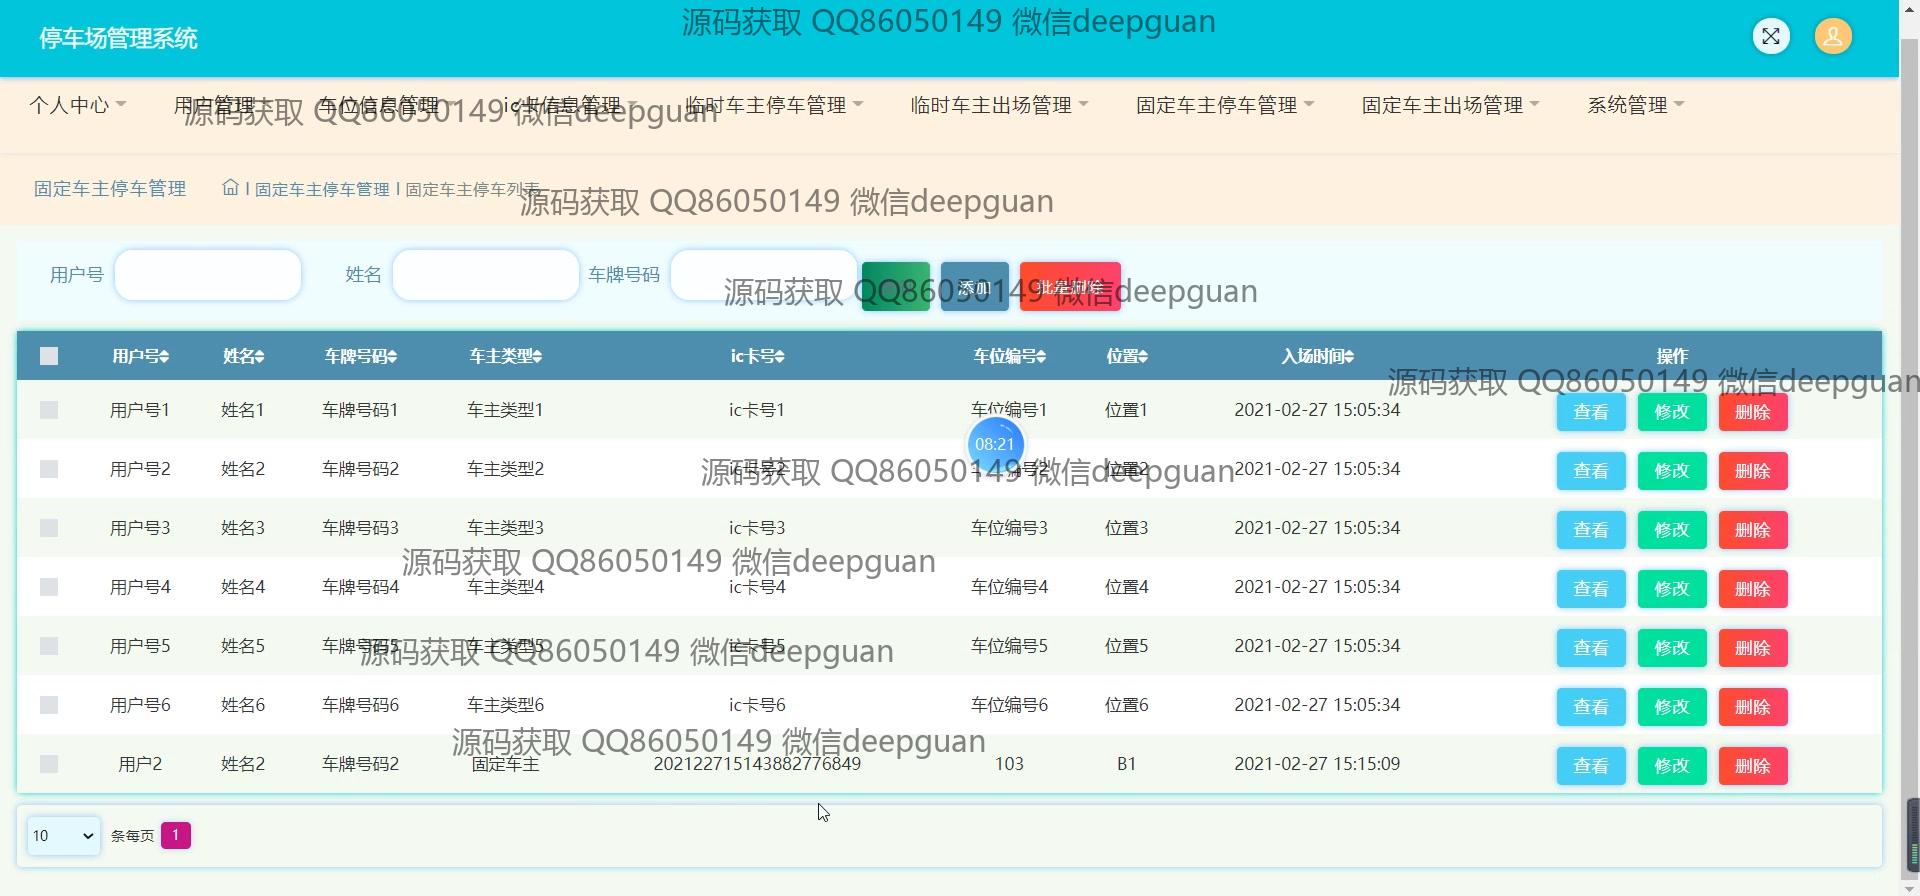 源码获取 QQ86050149 微信deepguan
停车场管理系统
个人中心 用户管理 车位信息管理 ic卡信息管理 临时车主停车管理 临时车主出场管理 固定车主停车管理 固定车主出场管理 系统管理
源码获取 QQ86050149 微信deepguan
固定车主停车管理 固定车主停车管理 固定车主停车列表
源码获取 QQ86050149 微信deepguan
用户号 姓名 车牌号码 添加 批量删除
源码获取 QQ86050149 微信deepguan
用户号 姓名 车牌号码 车主类型 ic卡号 车位编号 位置 入场时间 操作
源码获取 QQ86050149 微信deepguan
用户号1 姓名1 车牌号码1 车主类型1 ic卡号1 车位编号1 位置1 2021-02-27 15:05:34 查看 修改 删除
08:21
用户号2 姓名2 车牌号码2 车主类型2 ic卡号2 号2 位置2 2021-02-27 15:05:34 查看 修改 删除
源码获取 QQ86050149 微信deepguan
用户号3 姓名3 车牌号码3 车主类型3 ic卡号3 车位编号3 位置3 2021-02-27 15:05:34 查看 修改 删除
源码获取 QQ86050149 微信deepguan
用户号4 姓名4 车牌号码4 车主类型4 ic卡号4 车位编号4 位置4 2021-02-27 15:05:34 查看 修改 删除
用户号5 姓名5 车牌号码5 车主类型5 ic卡号5 车位编号5 位置5 2021-02-27 15:05:34 查看 修改 删除
源码获取 QQ86050149 微信deepguan
用户号6 姓名6 车牌号码6 车主类型6 ic卡号6 车位编号6 位置6 2021-02-27 15:05:34 查看 修改 删除
源码获取 QQ86050149 微信deepguan
用户2 姓名2 车牌号码2 固定车主 202122715143882776849 103 B1 2021-02-27 15:15:09 查看 修改 删除
10 条每页 1